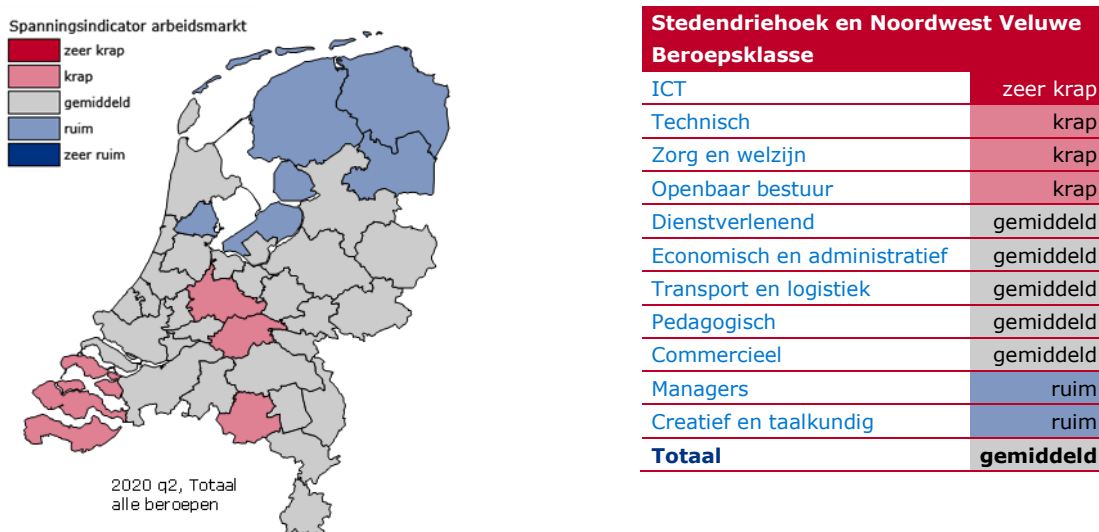 Spanningsindicator arbeidsmarkt
zeer krap
krap
gemiddeld
ruim
zeer ruim
2020 q2, Totaal
alle beroepen
Stedendriehoek en Noordwest Veluwe
Beroepsklasse
ICT zeer krap
Technisch krap
Zorg en welzijn krap
Openbaar bestuur krap
Dienstverlenend gemiddeld
Economisch en administratief gemiddeld
Transport en logistiek gemiddeld
Pedagogisch gemiddeld
Commercieel gemiddeld
Managers ruim
Creatief en taalkundig ruim
Totaal gemiddeld